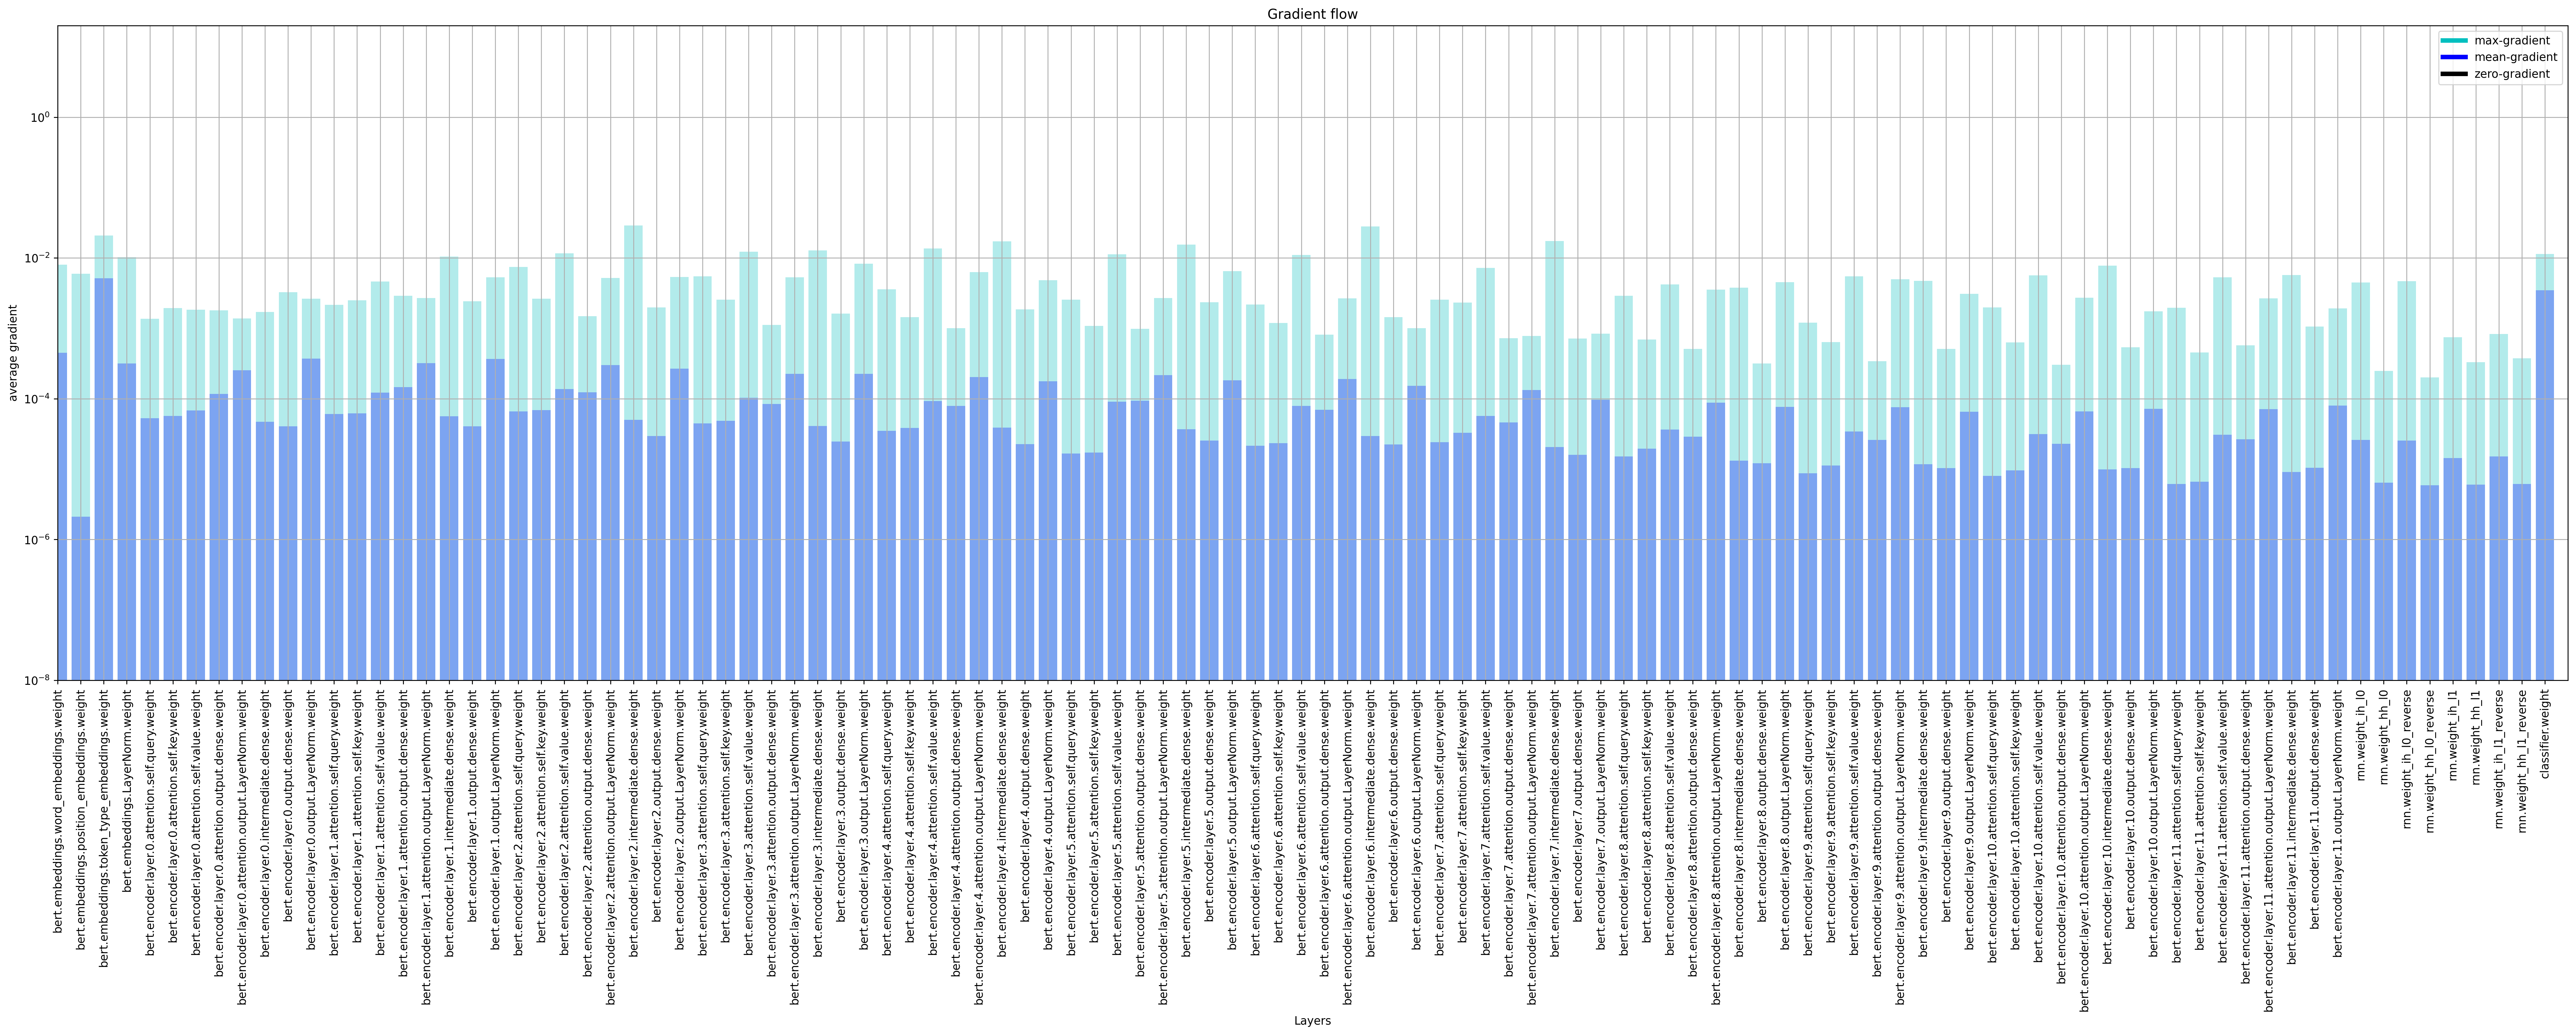 Gradient flow
max-gradient
mean-gradient
zero-gradient
average gradient
10⁰
10⁻²
10⁻⁴
10⁻⁶
10⁻⁸
bert.embeddings.word_embeddings.weight
bert.embeddings.position_embeddings.weight
bert.embeddings.token_type_embeddings.weight
bert.embeddings.LayerNorm.weight
bert.encoder.layer.0.attention.self.query.weight
bert.encoder.layer.0.attention.self.key.weight
bert.encoder.layer.0.attention.self.value.weight
bert.encoder.layer.0.attention.output.dense.weight
bert.encoder.layer.0.attention.output.LayerNorm.weight
bert.encoder.layer.0.intermediate.dense.weight
bert.encoder.layer.0.output.dense.weight
bert.encoder.layer.0.output.LayerNorm.weight
bert.encoder.layer.1.attention.self.query.weight
bert.encoder.layer.1.attention.self.key.weight
bert.encoder.layer.1.attention.self.value.weight
bert.encoder.layer.1.attention.output.dense.weight
bert.encoder.layer.1.attention.output.LayerNorm.weight
bert.encoder.layer.1.intermediate.dense.weight
bert.encoder.layer.1.output.dense.weight
bert.encoder.layer.1.output.LayerNorm.weight
bert.encoder.layer.2.attention.self.query.weight
bert.encoder.layer.2.attention.self.key.weight
bert.encoder.layer.2.attention.self.value.weight
bert.encoder.layer.2.attention.output.dense.weight
bert.encoder.layer.2.attention.output.LayerNorm.weight
bert.encoder.layer.2.intermediate.dense.weight
bert.encoder.layer.2.output.dense.weight
bert.encoder.layer.2.output.LayerNorm.weight
bert.encoder.layer.3.attention.self.query.weight
bert.encoder.layer.3.attention.self.key.weight
bert.encoder.layer.3.attention.self.value.weight
bert.encoder.layer.3.attention.output.dense.weight
bert.encoder.layer.3.attention.output.LayerNorm.weight
bert.encoder.layer.3.intermediate.dense.weight
bert.encoder.layer.3.output.dense.weight
bert.encoder.layer.3.output.LayerNorm.weight
bert.encoder.layer.4.attention.self.query.weight
bert.encoder.layer.4.attention.self.key.weight
bert.encoder.layer.4.attention.self.value.weight
bert.encoder.layer.4.attention.output.dense.weight
bert.encoder.layer.4.attention.output.LayerNorm.weight
bert.encoder.layer.4.intermediate.dense.weight
bert.encoder.layer.4.output.dense.weight
bert.encoder.layer.4.output.LayerNorm.weight
bert.encoder.layer.5.attention.self.query.weight
bert.encoder.layer.5.attention.self.key.weight
bert.encoder.layer.5.attention.self.value.weight
bert.encoder.layer.5.attention.output.dense.weight
bert.encoder.layer.5.attention.output.LayerNorm.weight
bert.encoder.layer.5.intermediate.dense.weight
bert.encoder.layer.5.output.dense.weight
bert.encoder.layer.5.output.LayerNorm.weight
bert.encoder.layer.6.attention.self.query.weight
bert.encoder.layer.6.attention.self.key.weight
bert.encoder.layer.6.attention.self.value.weight
bert.encoder.layer.6.attention.output.dense.weight
bert.encoder.layer.6.attention.output.LayerNorm.weight
bert.encoder.layer.6.intermediate.dense.weight
bert.encoder.layer.6.output.dense.weight
bert.encoder.layer.6.output.LayerNorm.weight
bert.encoder.layer.7.attention.self.query.weight
bert.encoder.layer.7.attention.self.key.weight
bert.encoder.layer.7.attention.self.value.weight
bert.encoder.layer.7.attention.output.dense.weight
bert.encoder.layer.7.attention.output.LayerNorm.weight
bert.encoder.layer.7.intermediate.dense.weight
bert.encoder.layer.7.output.dense.weight
bert.encoder.layer.7.output.LayerNorm.weight
bert.encoder.layer.8.attention.self.query.weight
bert.encoder.layer.8.attention.self.key.weight
bert.encoder.layer.8.attention.self.value.weight
bert.encoder.layer.8.attention.output.dense.weight
bert.encoder.layer.8.attention.output.LayerNorm.weight
bert.encoder.layer.8.intermediate.dense.weight
bert.encoder.layer.8.output.dense.weight
bert.encoder.layer.8.output.LayerNorm.weight
bert.encoder.layer.9.attention.self.query.weight
bert.encoder.layer.9.attention.self.key.weight
bert.encoder.layer.9.attention.self.value.weight
bert.encoder.layer.9.attention.output.dense.weight
bert.encoder.layer.9.attention.output.LayerNorm.weight
bert.encoder.layer.9.intermediate.dense.weight
bert.encoder.layer.9.output.dense.weight
bert.encoder.layer.9.output.LayerNorm.weight
bert.encoder.layer.10.attention.self.query.weight
bert.encoder.layer.10.attention.self.key.weight
bert.encoder.layer.10.attention.self.value.weight
bert.encoder.layer.10.attention.output.dense.weight
bert.encoder.layer.10.attention.output.LayerNorm.weight
bert.encoder.layer.10.intermediate.dense.weight
bert.encoder.layer.10.output.dense.weight
bert.encoder.layer.10.output.LayerNorm.weight
bert.encoder.layer.11.attention.self.query.weight
bert.encoder.layer.11.attention.self.key.weight
bert.encoder.layer.11.attention.self.value.weight
bert.encoder.layer.11.attention.output.dense.weight
bert.encoder.layer.11.attention.output.LayerNorm.weight
bert.encoder.layer.11.intermediate.dense.weight
bert.encoder.layer.11.output.dense.weight
bert.encoder.layer.11.output.LayerNorm.weight
rnn.weight_ih_l0
rnn.weight_hh_l0
rnn.weight_ih_l0_reverse
rnn.weight_hh_l0_reverse
rnn.weight_ih_l1
rnn.weight_hh_l1
rnn.weight_ih_l1_reverse
rnn.weight_hh_l1_reverse
classifier.weight
Layers